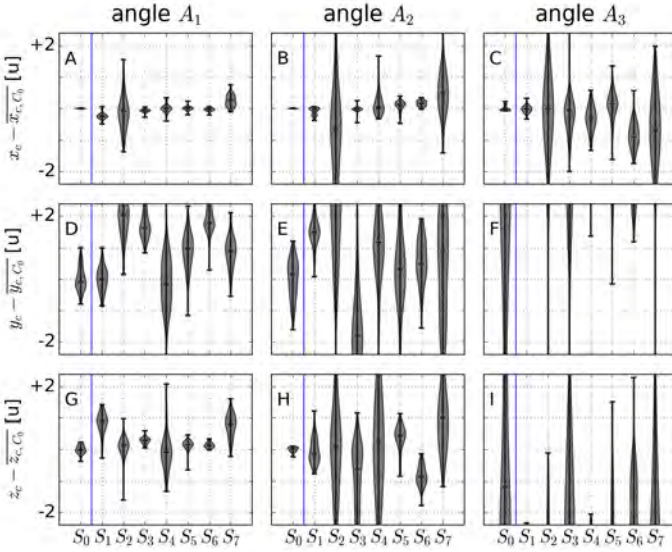 angle A₁ angle A₂ angle A₃
A B C
+2
-2
x_c − \overline{x_{c, C_0}} [u]
D E F
+2
-2
y_c − \overline{y_{c, C_0}} [u]
G H I
+2
-2
z_c − \overline{z_{c, C_0}} [u]
S₀ S₁ S₂ S₃ S₄ S₅ S₆ S₇ S₀ S₁ S₂ S₃ S₄ S₅ S₆ S₇ S₀ S₁ S₂ S₃ S₄ S₅ S₆ S₇